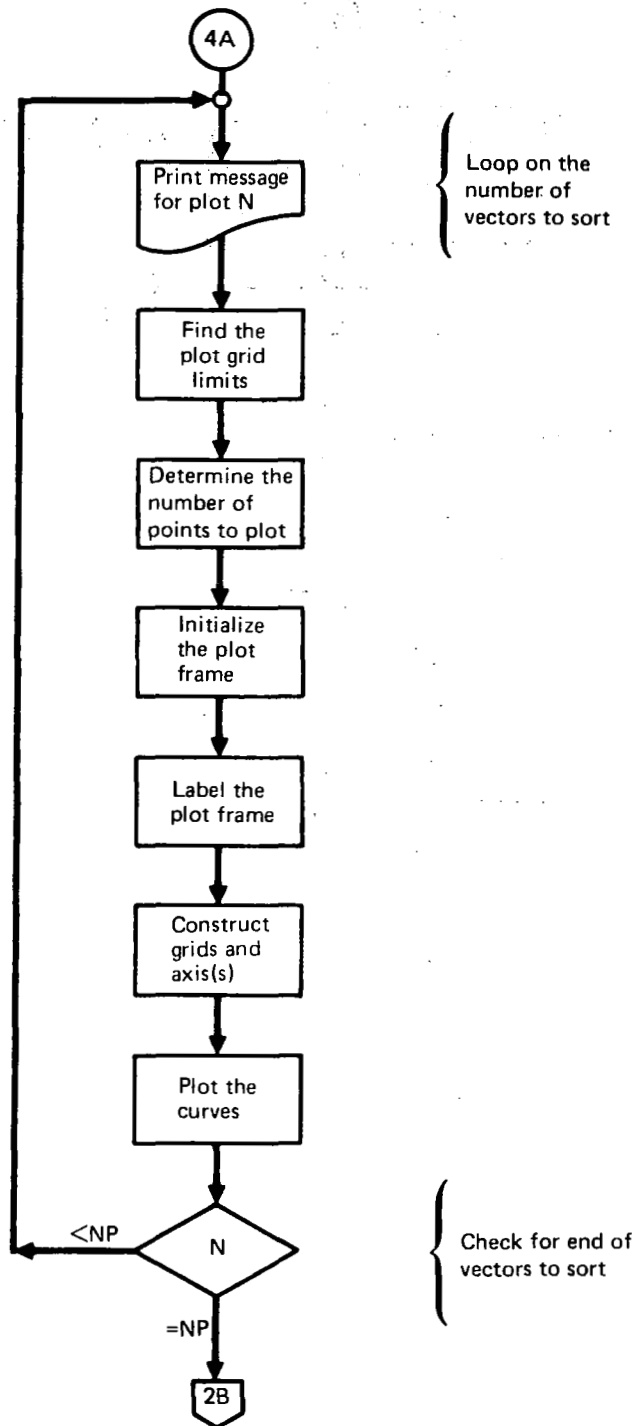 4A
Print message
for plot N
Loop on the
number of
vectors to sort
Find the
plot grid
limits
Determine the
number of
points to plot
Initialize
the plot
frame
Label the
plot frame
Construct
grids and
axis(s)
Plot the
curves
<NP
N
Check for end of
vectors to sort
=NP
2B